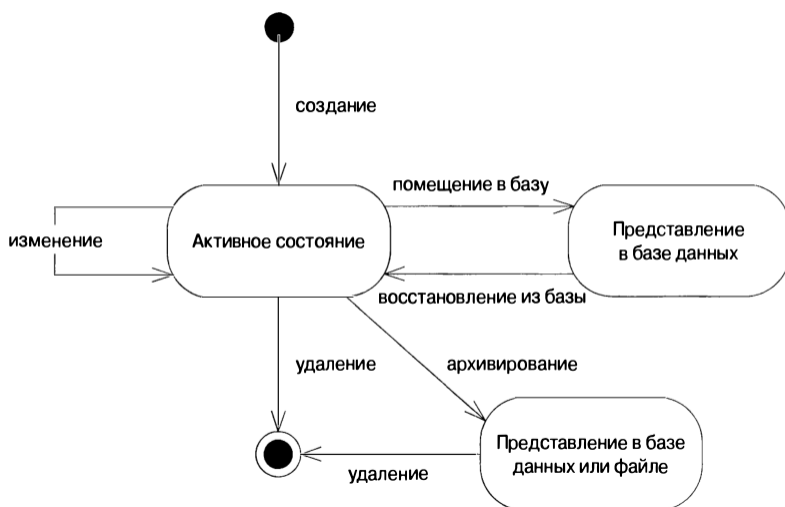 создание
помещение в базу
изменение
Активное состояние
Представление
в базе данных
восстановление из базы
удаление
архивирование
Представление в базе
данных или файле
удаление